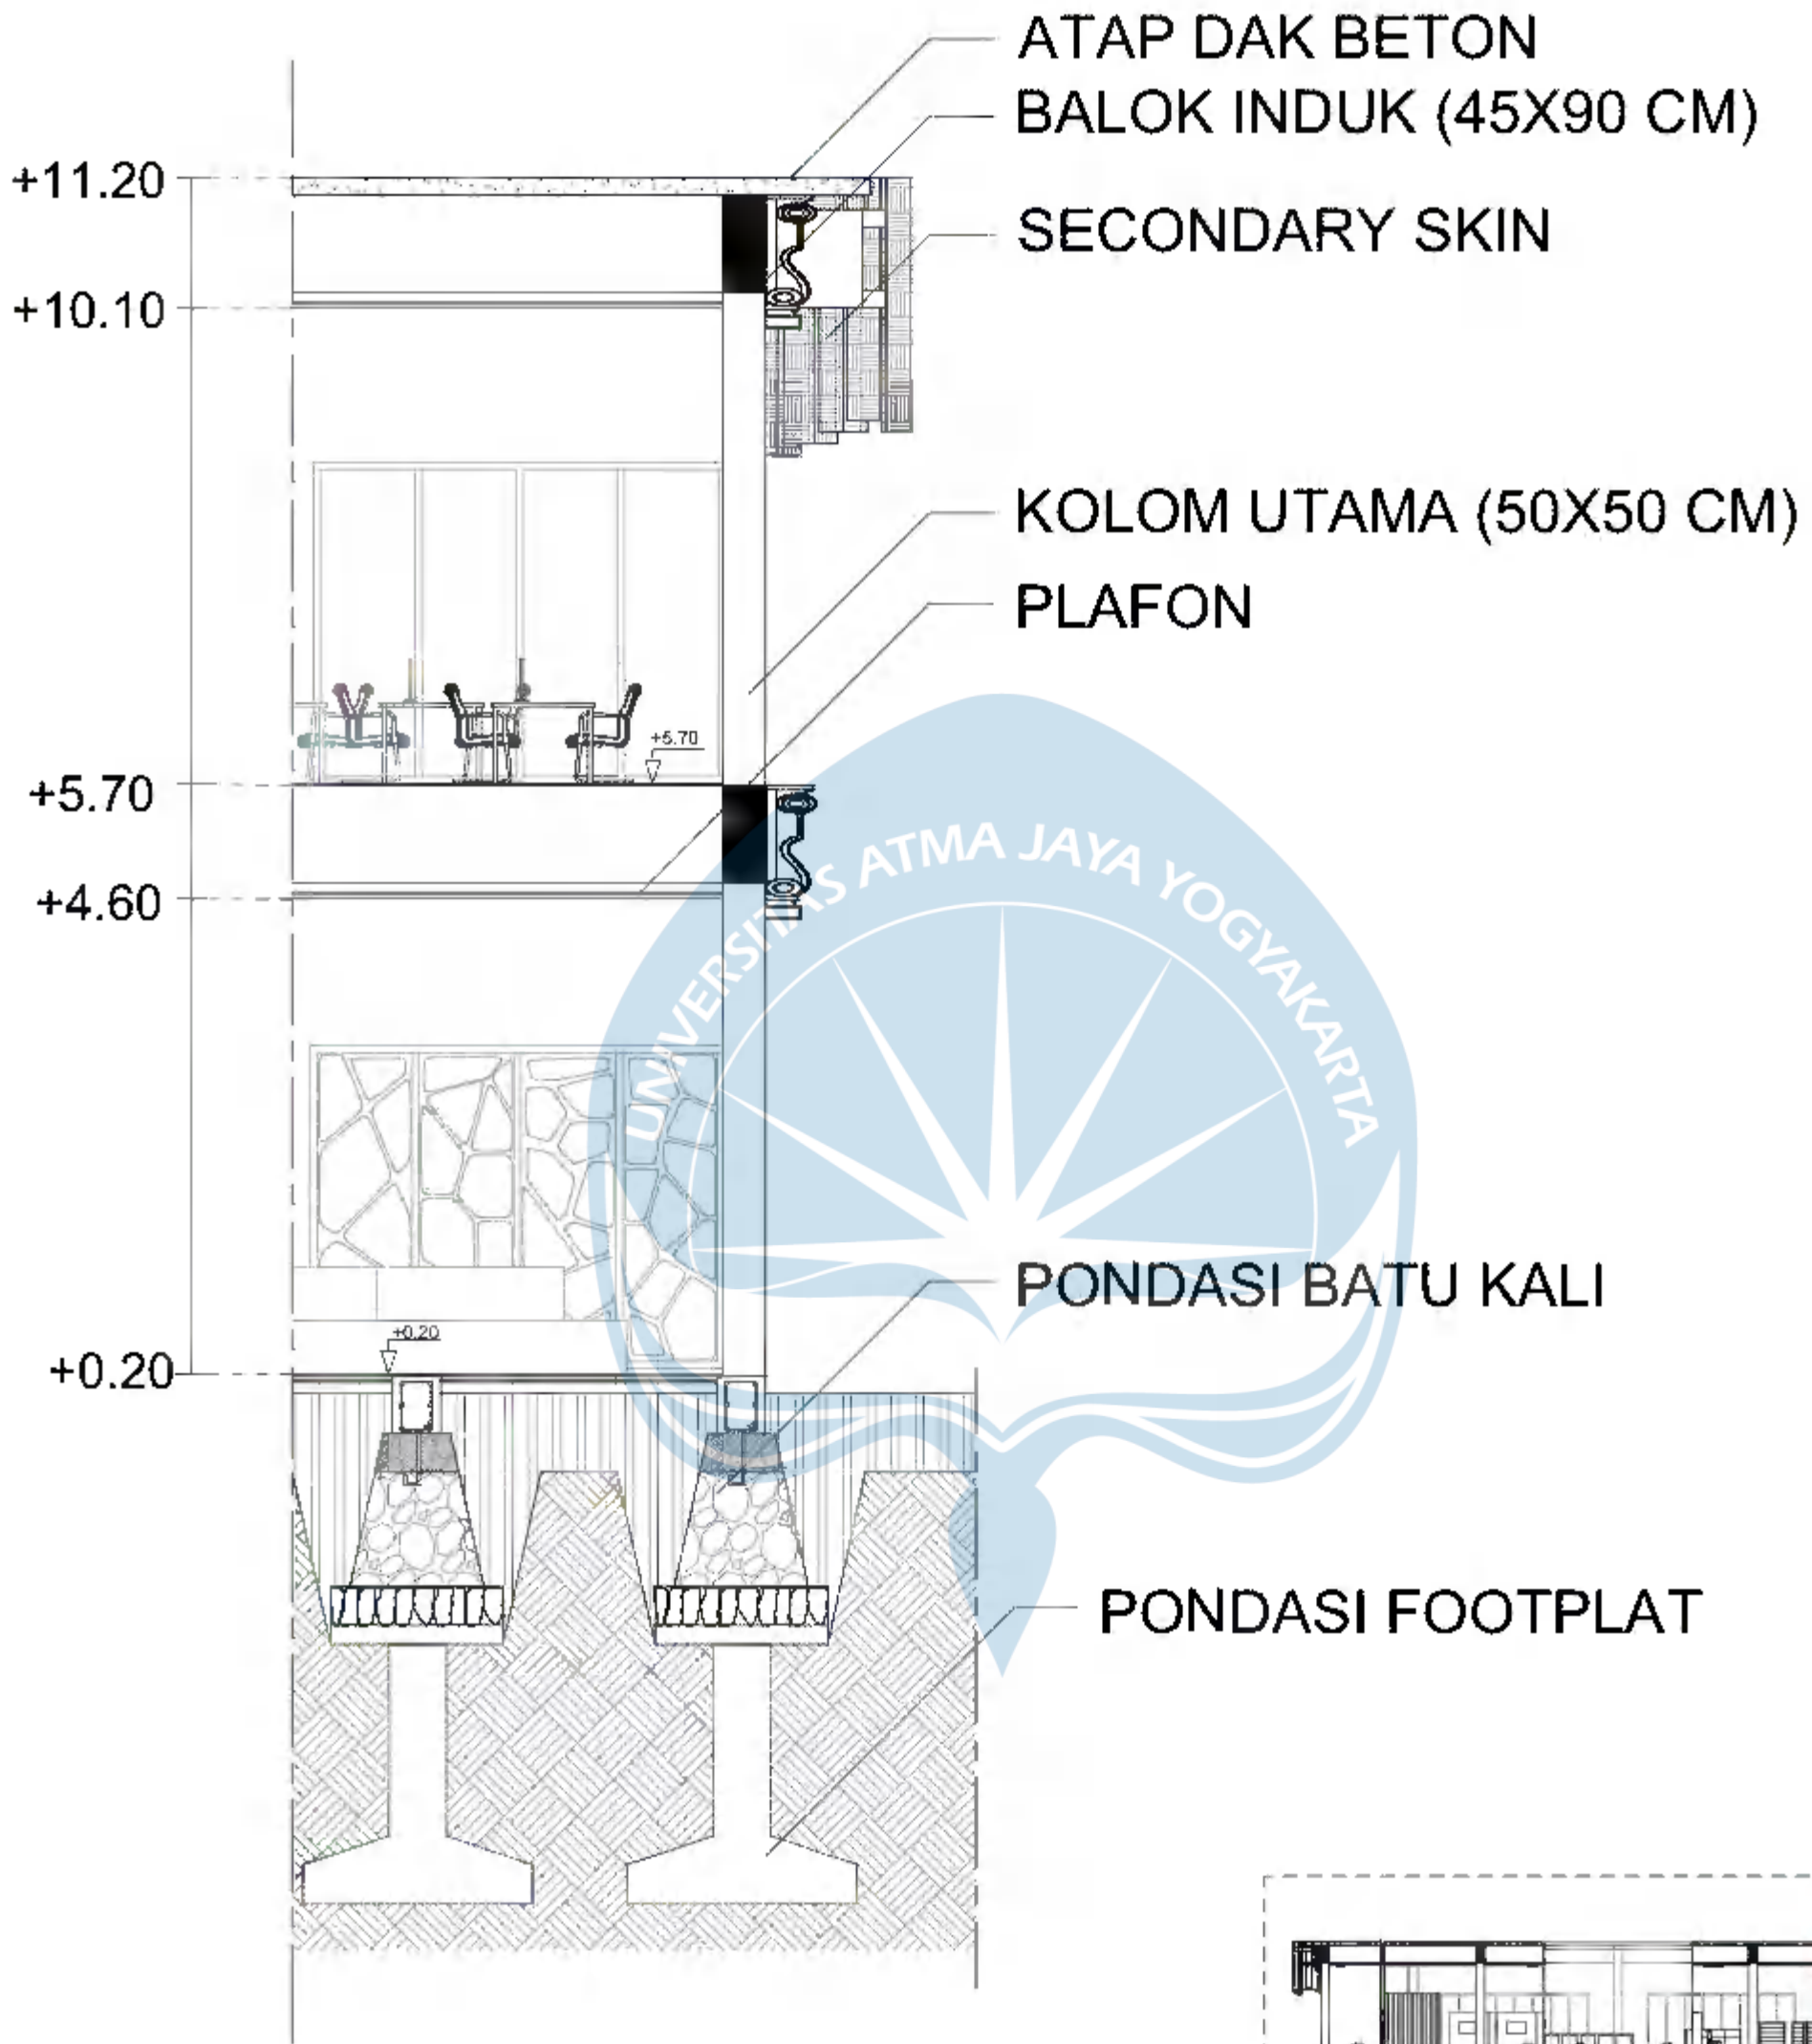 ATAP DAK BETON
BALOK INDUK (45X90 CM)
+11.20
SECONDARY SKIN
+10.10
KOLOM UTAMA (50X50 CM)
PLAFON
+5.70
+5.70
+4.60
UNIVERSITAS ATMA JAYA YOGYAKARTA
PONDASI BATU KALI
+0.20
+0.20
PONDASI FOOTPLAT